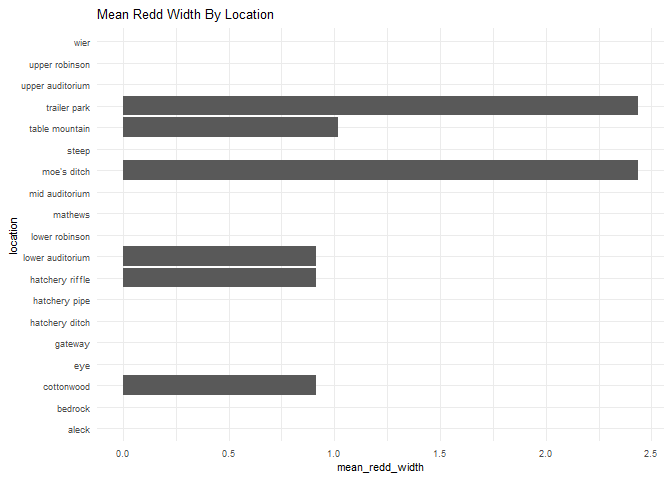 Mean Redd Width By Location
wier
upper robinson
upper auditorium
trailer park
table mountain
steep
moe's ditch
mid auditorium
mathews
lower robinson
lower auditorium
hatchery riffle
hatchery pipe
hatchery ditch
gateway
eye
cottonwood
bedrock
aleck
location
0.0 0.5 1.0 1.5 2.0 2.5
mean_redd_width